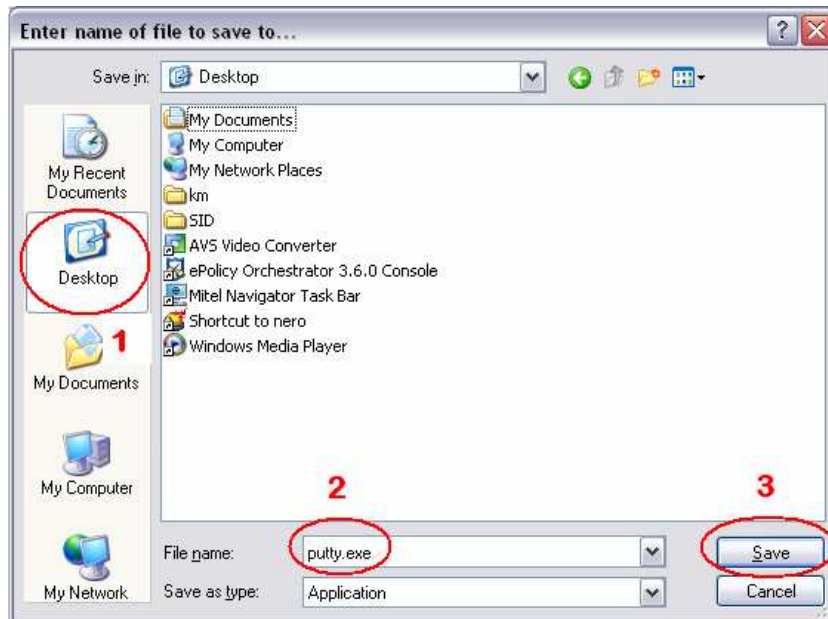 Enter name of file to save to...
Save in:
Desktop
My Recent
Documents
Desktop
1
My Documents
My Computer
My Network
My Documents
My Computer
My Network Places
km
SID
AVS Video Converter
ePolicy Orchestrator 3.6.0 Console
Mitel Navigator Task Bar
Shortcut to nero
Windows Media Player
2
3
File name:
putty.exe
Save
Save as type:
Application
Cancel